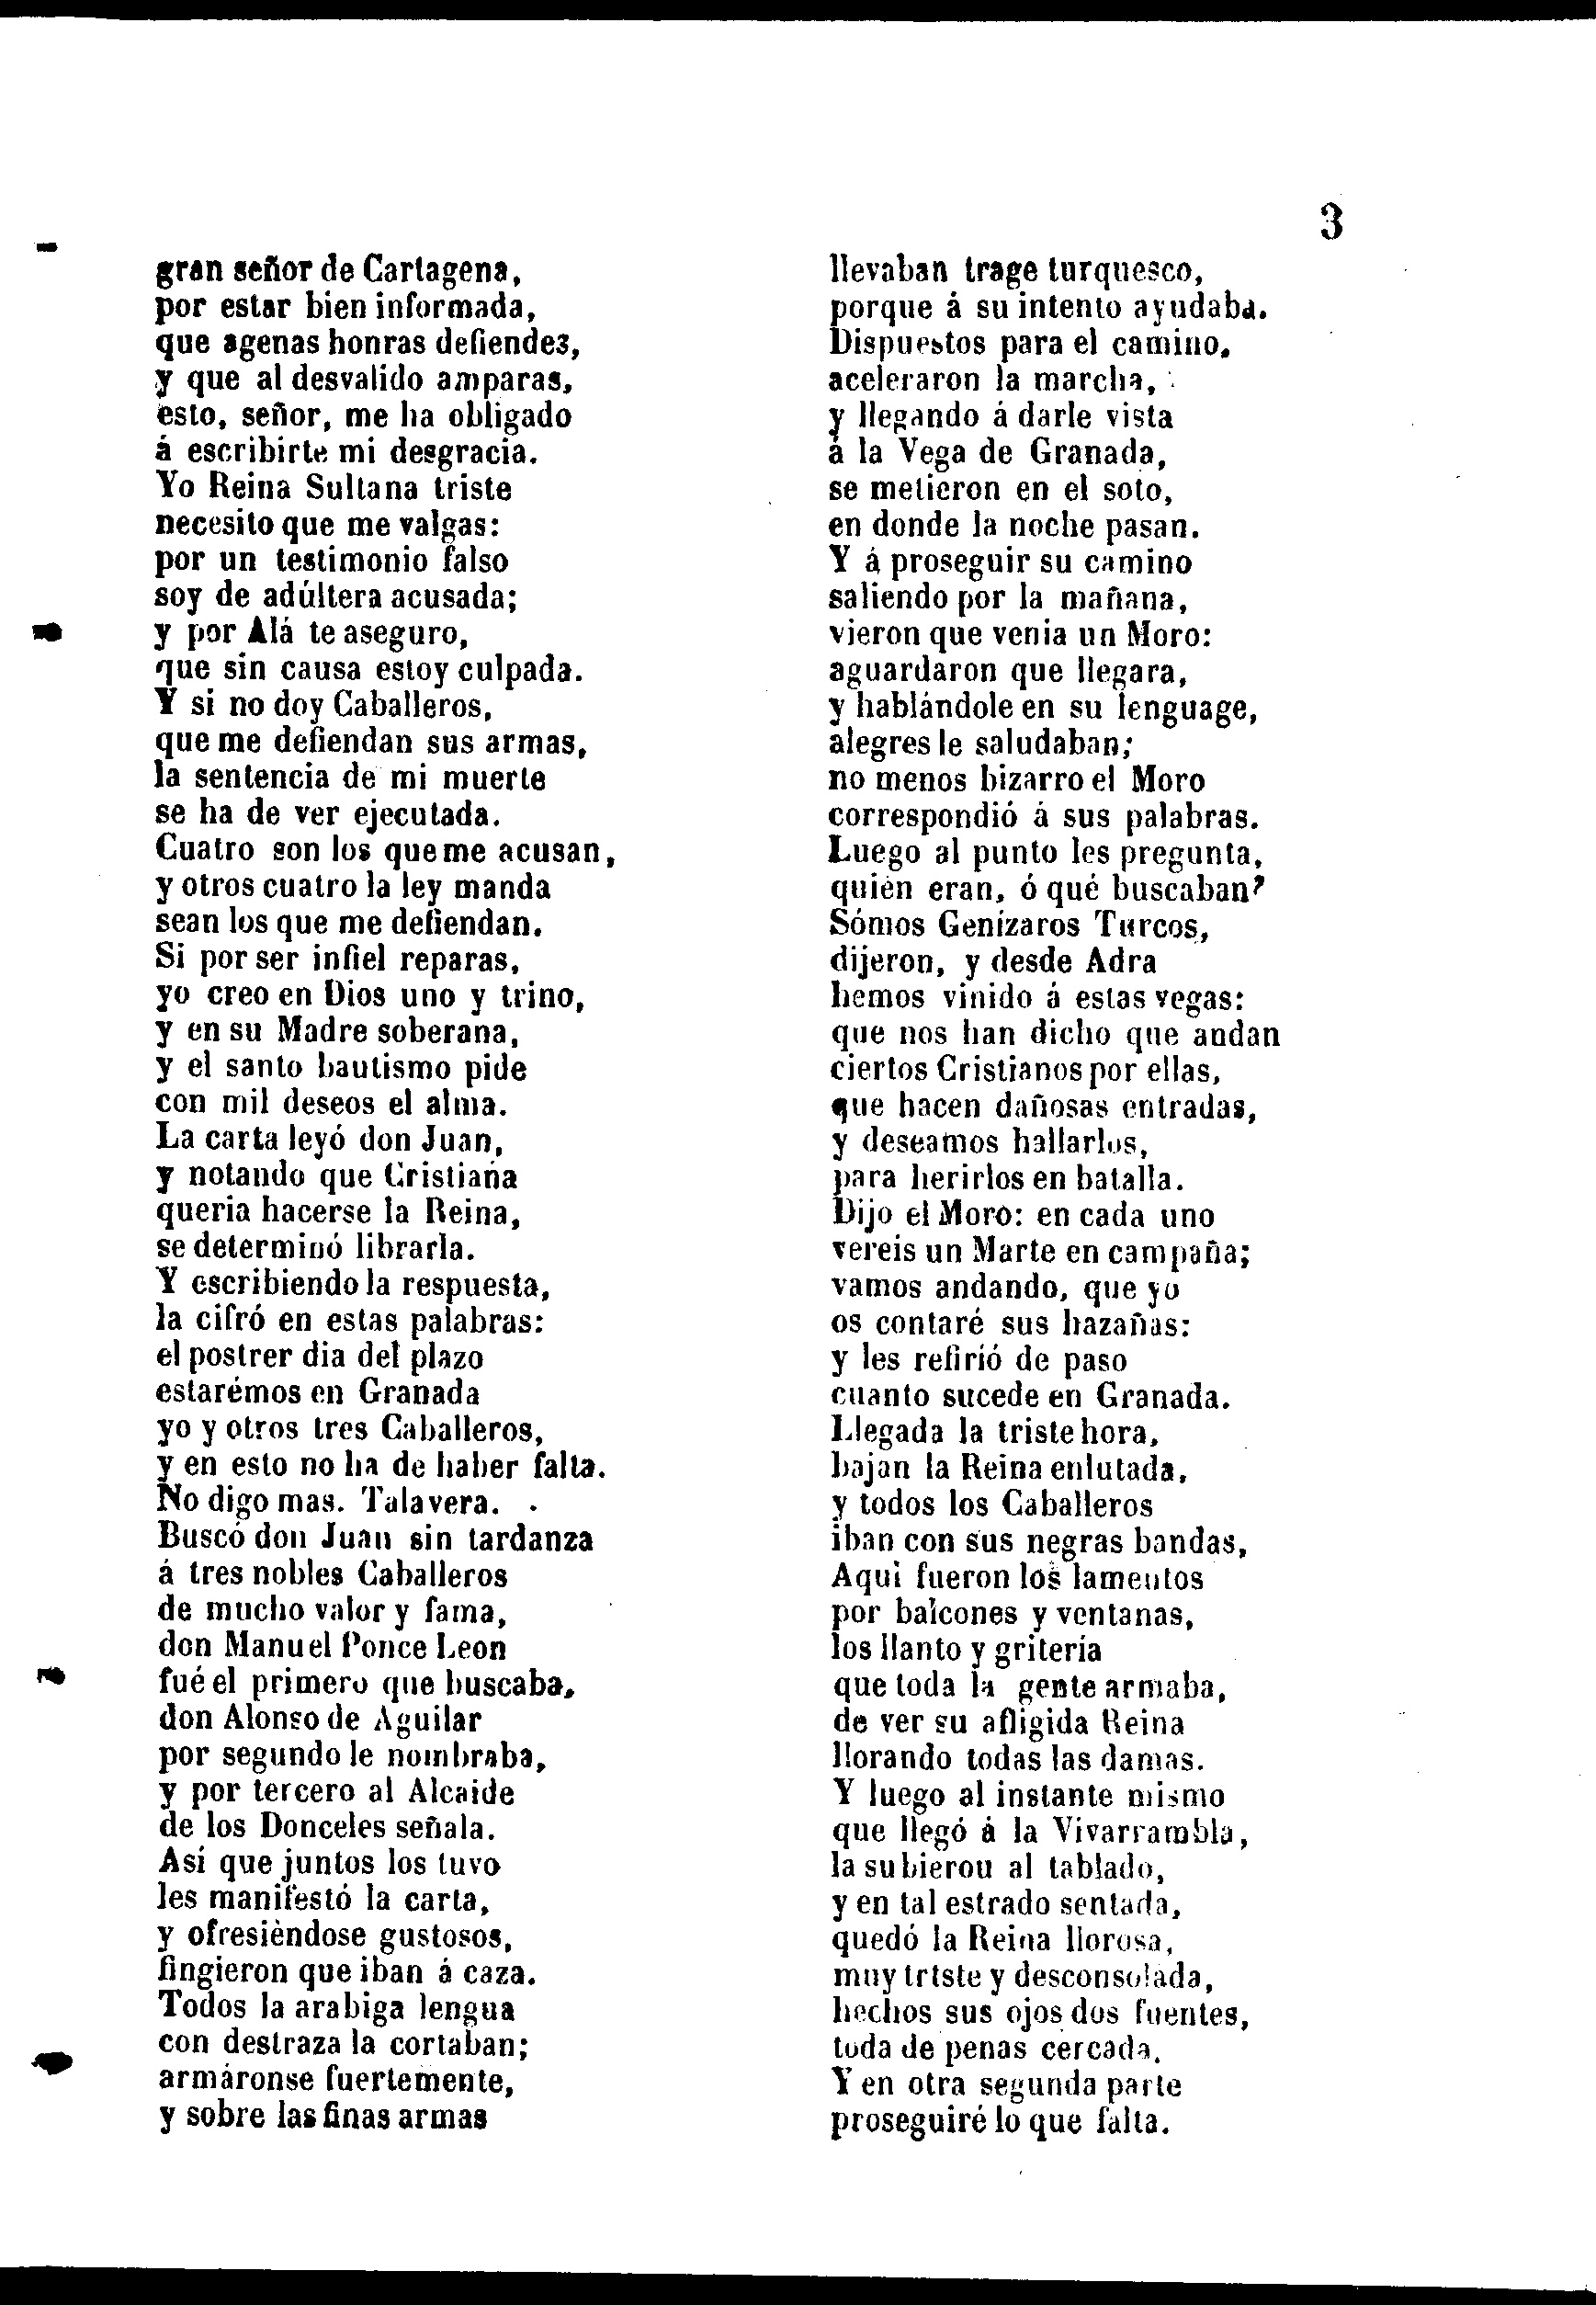 3
gran señor de Cartagena,
por estar bien informada,
que agenas honras defiendes,
y que al desvalido amparas,
esto, señor, me ha obligado
á escribirte mi desgracia.
Yo Reina Sultana triste
necesito que me valgas:
por un testimonio falso
soy de adúltera acusada;
y por Alá te aseguro,
que sin causa estoy culpada.
Y si no doy Caballeros,
que me defiendan sus armas,
la sentencia de mi muerte
se ha de ver ejecutada.
Cuatro son los que me acusan,
y otros cuatro la ley manda
sean los que me defiendan.
Si por ser infiel reparas,
yo creo en Dios uno y trino,
y en su Madre soberana,
y el santo bautismo pide
con mil deseos el alma.
La carta leyó don Juan,
y notando que Cristiana
queria hacerse la Reina,
se determinó librarla.
Y escribiendo la respuesta,
la cifró en estas palabras:
el postrer dia del plazo
estarémos en Granada
yo y otros tres Caballeros,
y en esto no ha de haber falta.
No digo mas. Talavera.
Buscó don Juan sin tardanza
á tres nobles Caballeros
de mucho valor y fama,
don Manuel Ponce Leon
fué el primero que buscaba,
don Alonso de Aguilar
por segundo le nombraba,
y por tercero al Alcaide
de los Donceles señala.
Así que juntos los tuvo
les manifestó la carta,
y ofresièndose gustosos,
fingieron que iban á caza.
Todos la arabiga lengua
con destraza la cortaban;
armáronse fuertemente,
y sobre las finas armas
llevaban trage turquesco,
porque á su intento ayudaba.
Dispuestos para el camino,
aceleraron la marcha,
y llegando á darle vista
á la Vega de Granada,
se metieron en el soto,
en donde la noche pasan.
Y á proseguir su camino
saliendo por la mañana,
vieron que venia un Moro:
aguardaron que llegara,
y hablándole en su lenguage,
alegres le saludaban;
no menos bizarro el Moro
correspondió á sus palabras.
Luego al punto les pregunta,
quién eran, ó qué buscaban?
Sómos Genízaros Turcos,
dijeron, y desde Adra
hemos vinido á estas vegas:
que nos han dicho que andan
ciertos Cristianos por ellas,
que hacen dañosas entradas,
y deseamos hallarlos,
para herirlos en batalla.
Dijo el Moro: en cada uno
vereis un Marte en campaña;
vamos andando, que yo
os contaré sus hazañas:
y les refirió de paso
cuanto sucede en Granada.
Llegada la triste hora,
bajan la Reina enlutada,
y todos los Caballeros
iban con sus negras bandas,
Aqui fueron los lamentos
por balcones y ventanas,
los llanto y gritería
que toda la gente armaba,
de ver su afligida Reina
llorando todas las damas.
Y luego al instante mismo
que llegó á la Vivarrambla,
la subierou al tablado,
y en tal estrado sentada,
quedó la Reina llorosa,
muy trtste y desconsolada,
hechos sus ojos dos fuentes,
toda de penas cercada.
Y en otra segunda parte
proseguiré lo que falta.